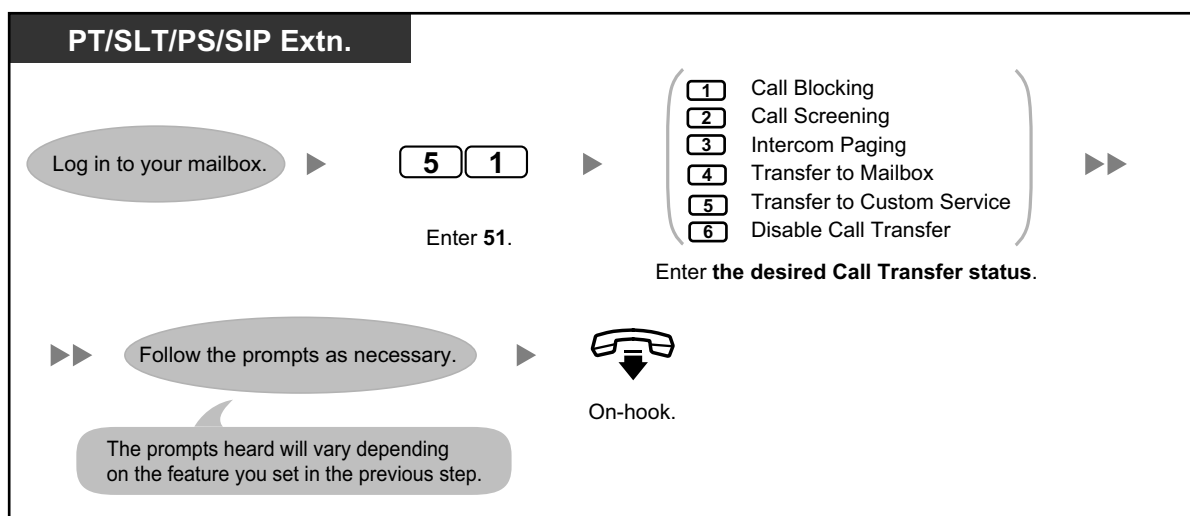 PT/SLT/PS/SIP Extn.
Log in to your mailbox.
5 1
Enter 51.
1 Call Blocking
2 Call Screening
3 Intercom Paging
4 Transfer to Mailbox
5 Transfer to Custom Service
6 Disable Call Transfer
Enter the desired Call Transfer status.
Follow the prompts as necessary.
On-hook.
The prompts heard will vary depending
on the feature you set in the previous step.